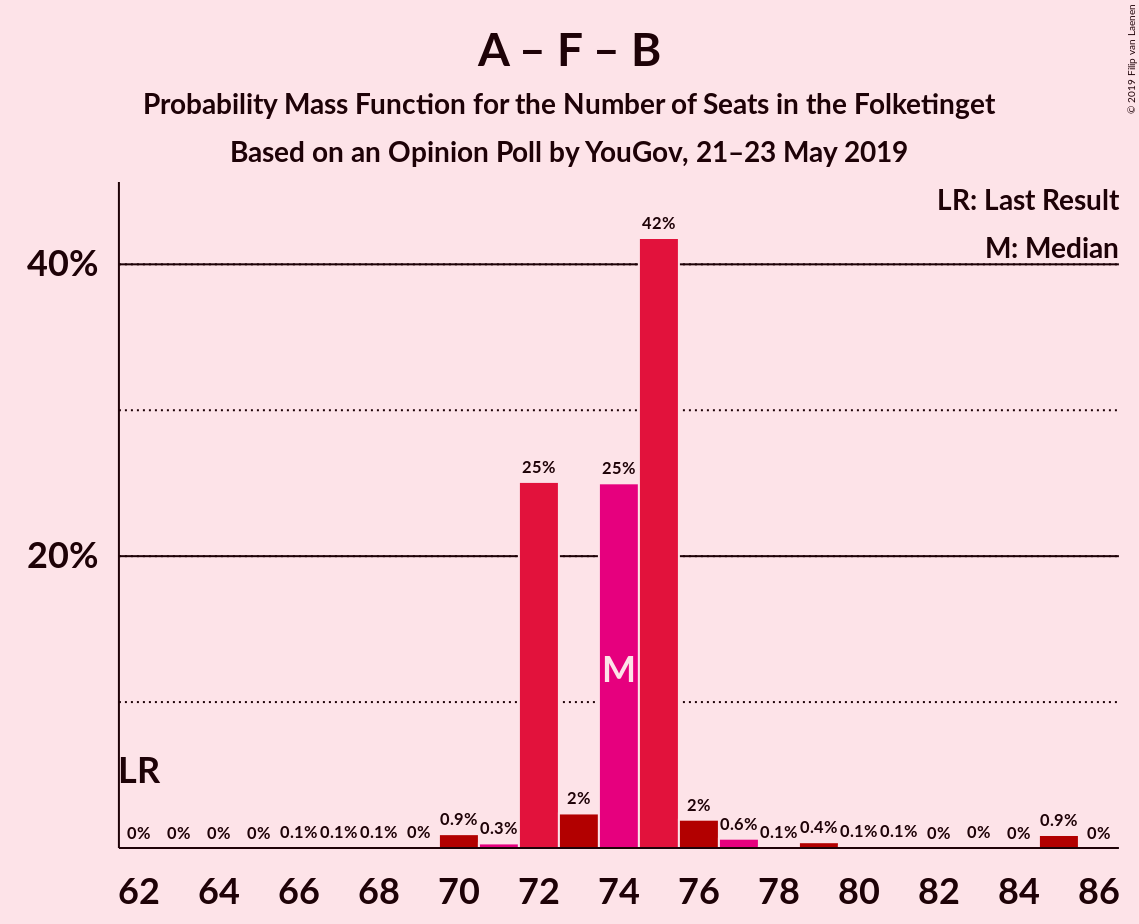 A – F – B
Probability Mass Function for the Number of Seats in the Folketinget
Based on an Opinion Poll by YouGov, 21–23 May 2019
© 2019 Filip van Laenen
LR: Last Result
M: Median
40%
20%
42%
25% 25%
M
LR
0% 0% 0% 0% 0.1% 0.1% 0.1% 0% 0.9% 0.3% 2% 2% 0.6% 0.1% 0.4% 0.1% 0.1% 0% 0% 0% 0.9% 0%
62 64 66 68 70 72 74 76 78 80 82 84 86